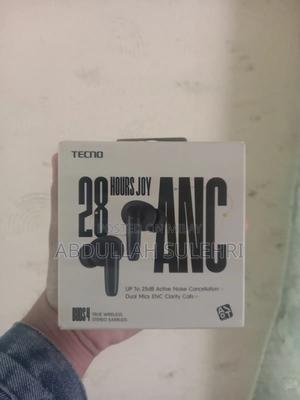 TECNO
28 HOURS JOY
ANC
ABDULLAH SULEHRI
UP To 25dB Active Noise Cancellation
Dual Mics ENC Clarity Calls
BUDS 4
TRUE WIRELESS
STEREO EARBUDS